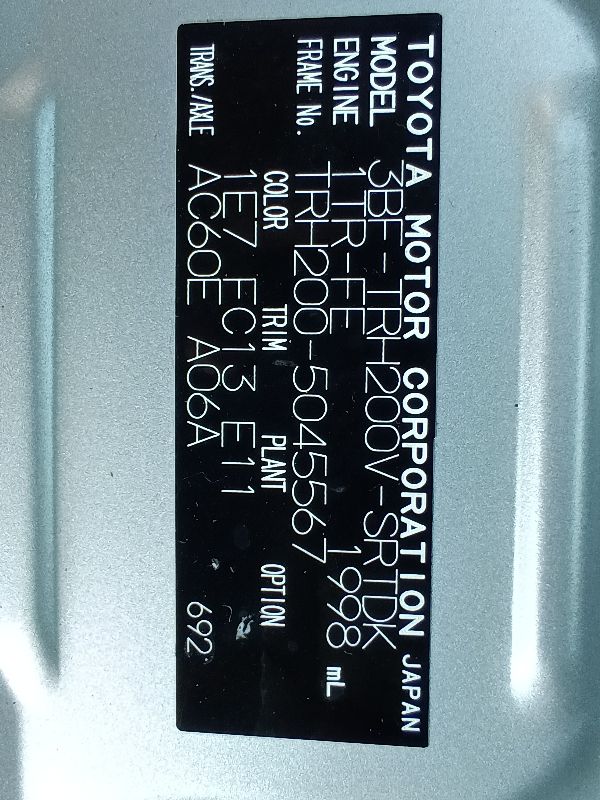 TOYOTA MOTOR CORPORATION JAPAN
MODEL 3BF-TRH200V-SRTDK
ENGINE 1TR-FE 1998 mL
FRAME No. TRH200-5045567
COLOR TRIM PLANT OPTION
1E7 FC13 E11
TRANS./AXLE AC60E A06A 692